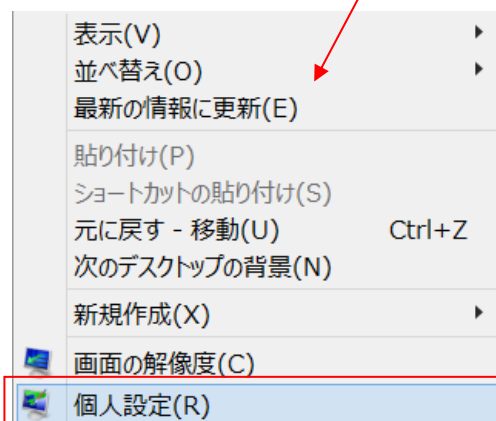 表示(V)
並べ替え(O)
最新の情報に更新(E)
貼り付け(P)
ショートカットの貼り付け(S)
元に戻す - 移動(U) Ctrl+Z
次のデスクトップの背景(N)
新規作成(X)
画面の解像度(C)
個人設定(R)